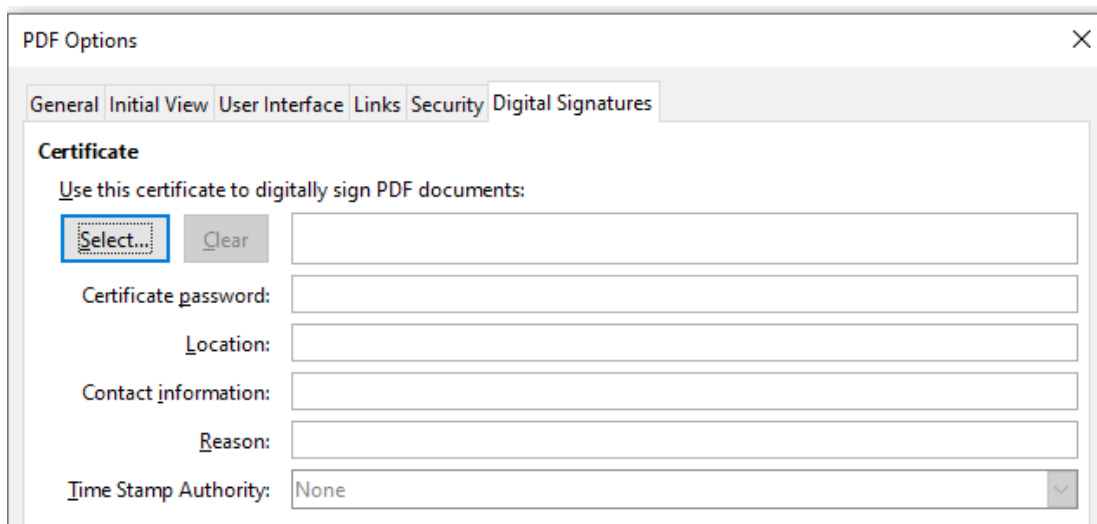 PDF Options
General Initial View User Interface Links Security Digital Signatures
Certificate
Use this certificate to digitally sign PDF documents:
Select... Clear
Certificate password:
Location:
Contact information:
Reason:
Time Stamp Authority: None